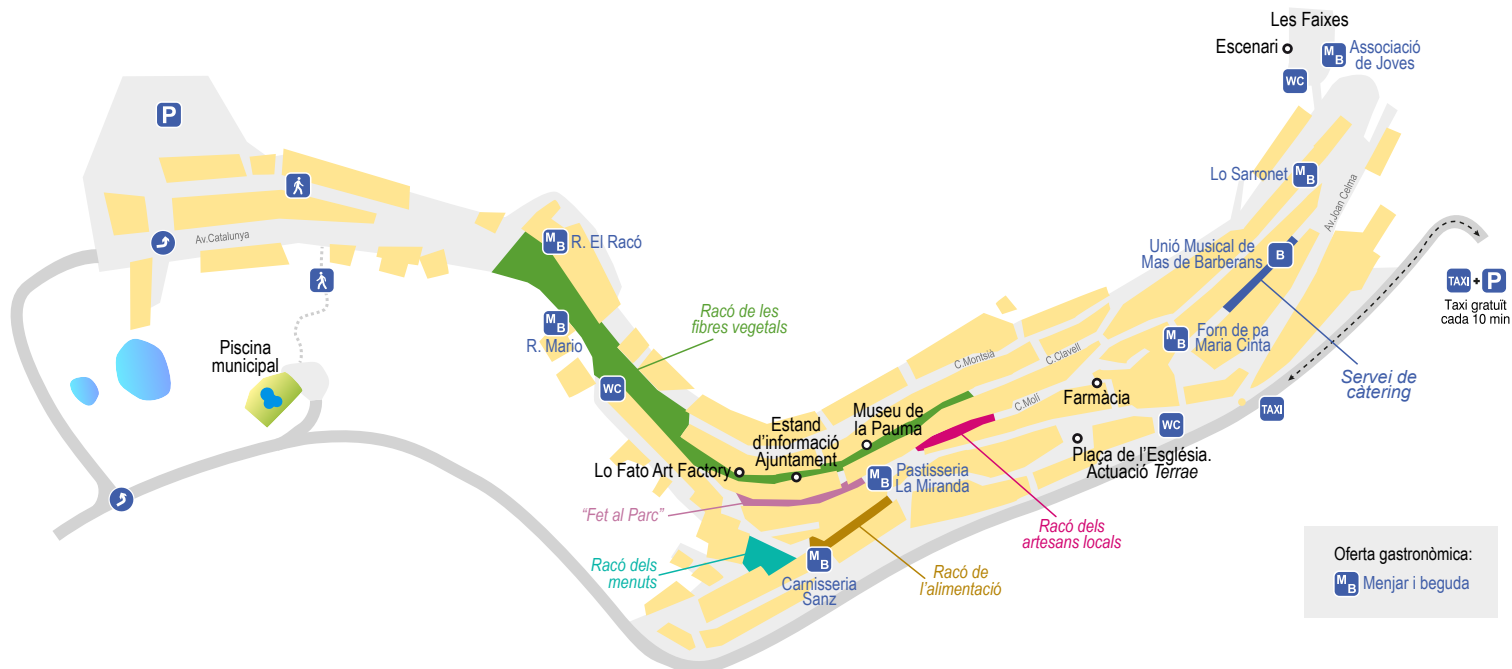 Les Faixes
Escenari
M
B
Associació
de Joves
WC
P
Lo Sarronet
M
B
Av.Joan Celma
Av.Catalunya
M
B
R. El Racó
Unió Musical de
Mas de Barberans
B
TAXI + P
Taxi gratuït
cada 10 min
Racó de les
fibres vegetals
M
B
R. Mario
M
B
Forn de pa
Maria Cinta
Piscina
municipal
C.Montsià
C.Clavell
Servei de
càtering
WC
C.Molí
Farmàcia
TAXI
WC
Museu de
la Pauma
Estand
d'informació
Ajuntament
Plaça de l'Església.
Actuació Terrae
Lo Fato Art Factory
M
B
Pastisseria
La Miranda
"Fet al Parc"
Racó dels
artesans locals
Racó dels
menuts
M
B
Carnisseria
Sanz
Racó de
l'alimentació
Oferta gastronòmica:
M
B
Menjar i beguda